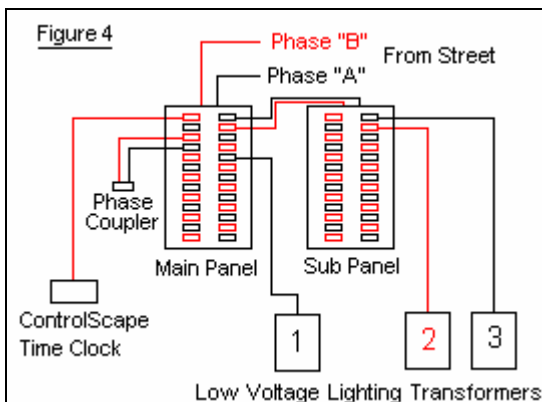 Figure 4
Phase "B"
From Street
Phase "A"
Phase
Coupler
Main Panel
Sub Panel
ControlScape
Time Clock
1
2
3
Low Voltage Lighting Transformers